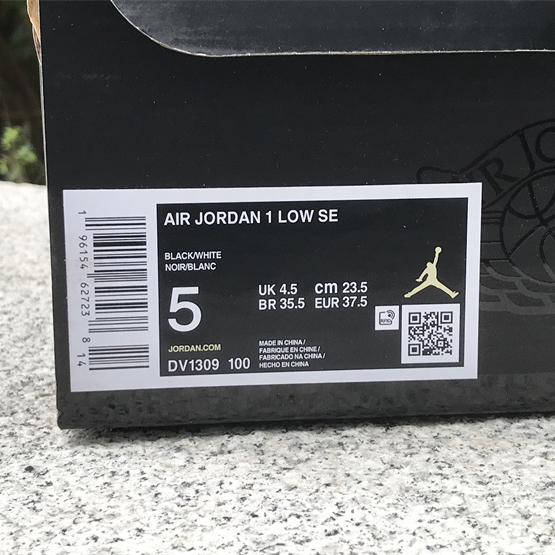 AIR JORDAN 1 LOW SE
BLACK/WHITE
NOIR/BLANC
5
UK 4.5 cm 23.5
BR 35.5 EUR 37.5
JORDAN.COM
DV1309 100
MADE IN CHINA /
FABRIQUE EN CHINE /
FABRICADO NA CHINA /
HECHO EN CHINA
1 96154 62723 8 14
AIR JO